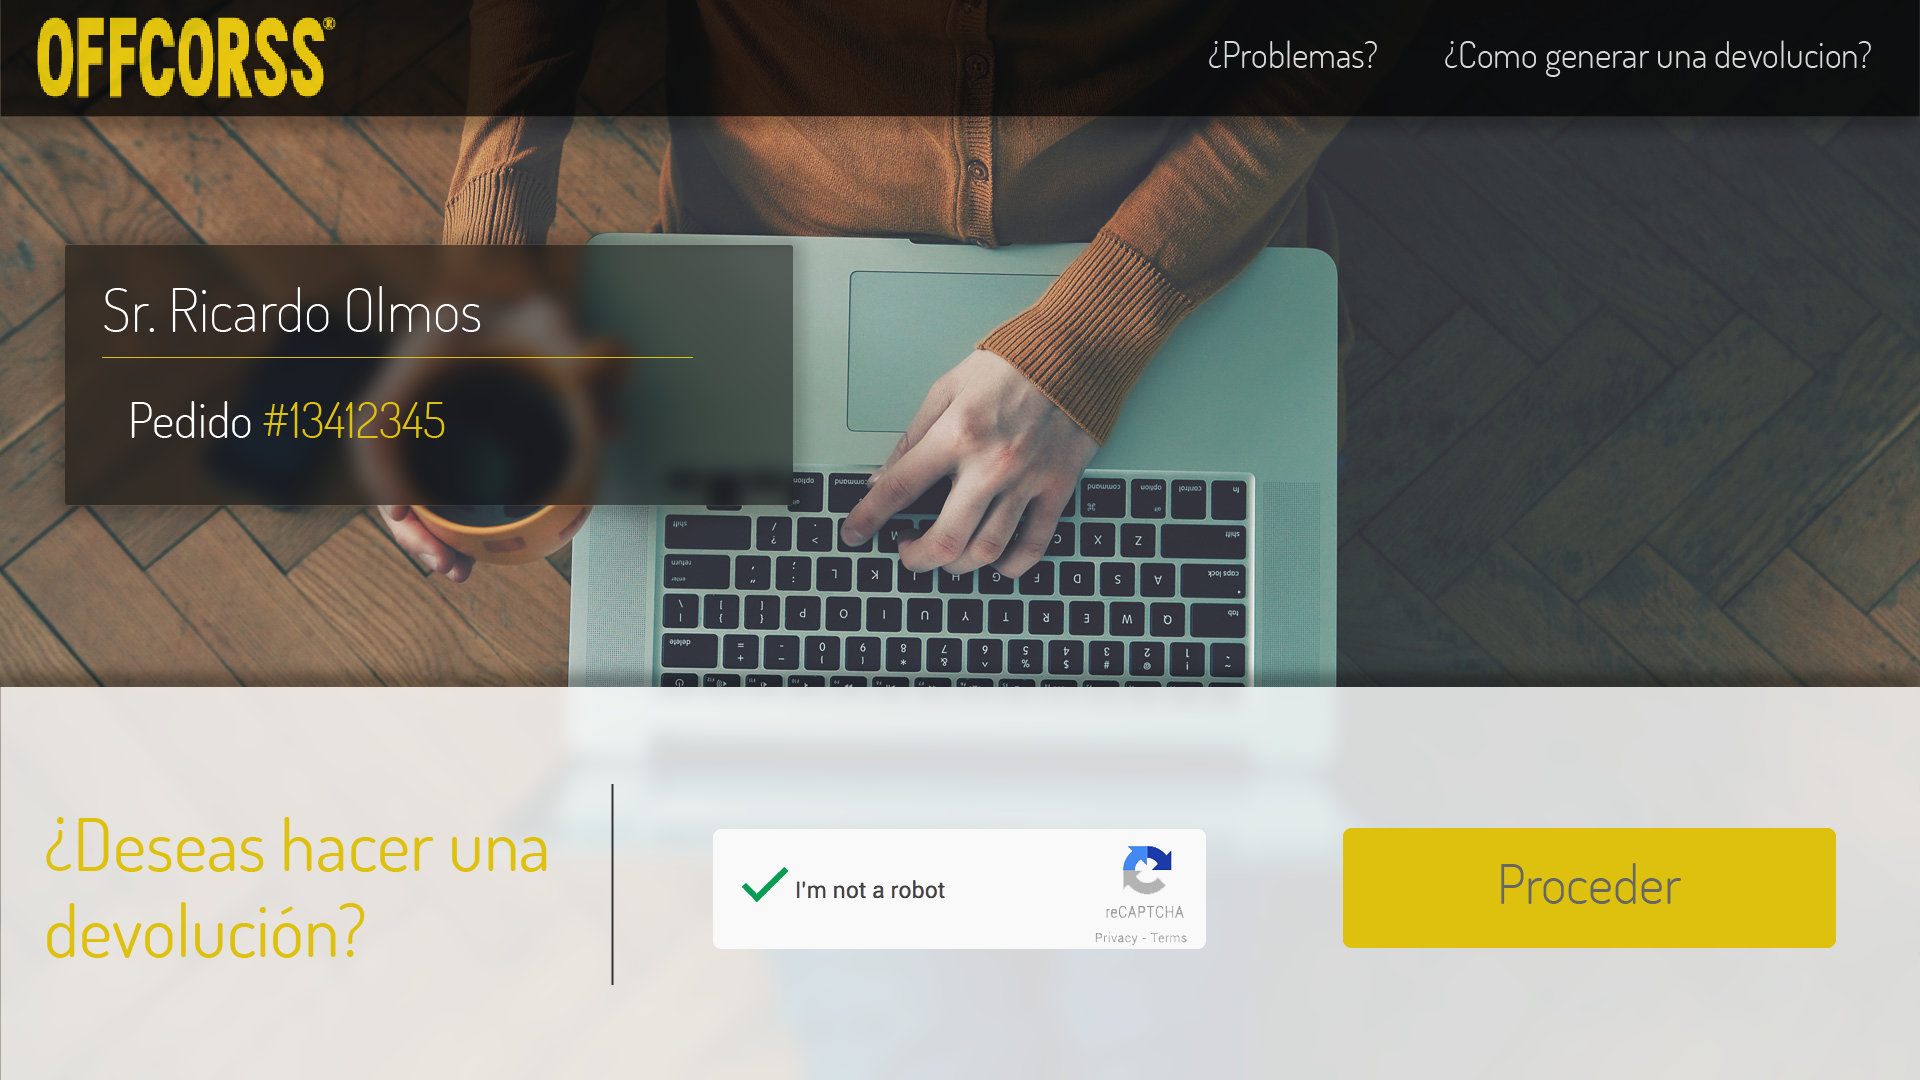 OFFCORSS®
¿Problemas?
¿Como generar una devolucion?
Sr. Ricardo Olmos
Pedido #13412345
¿Deseas hacer una
devolución?
I'm not a robot
reCAPTCHA
Privacy - Terms
Proceder